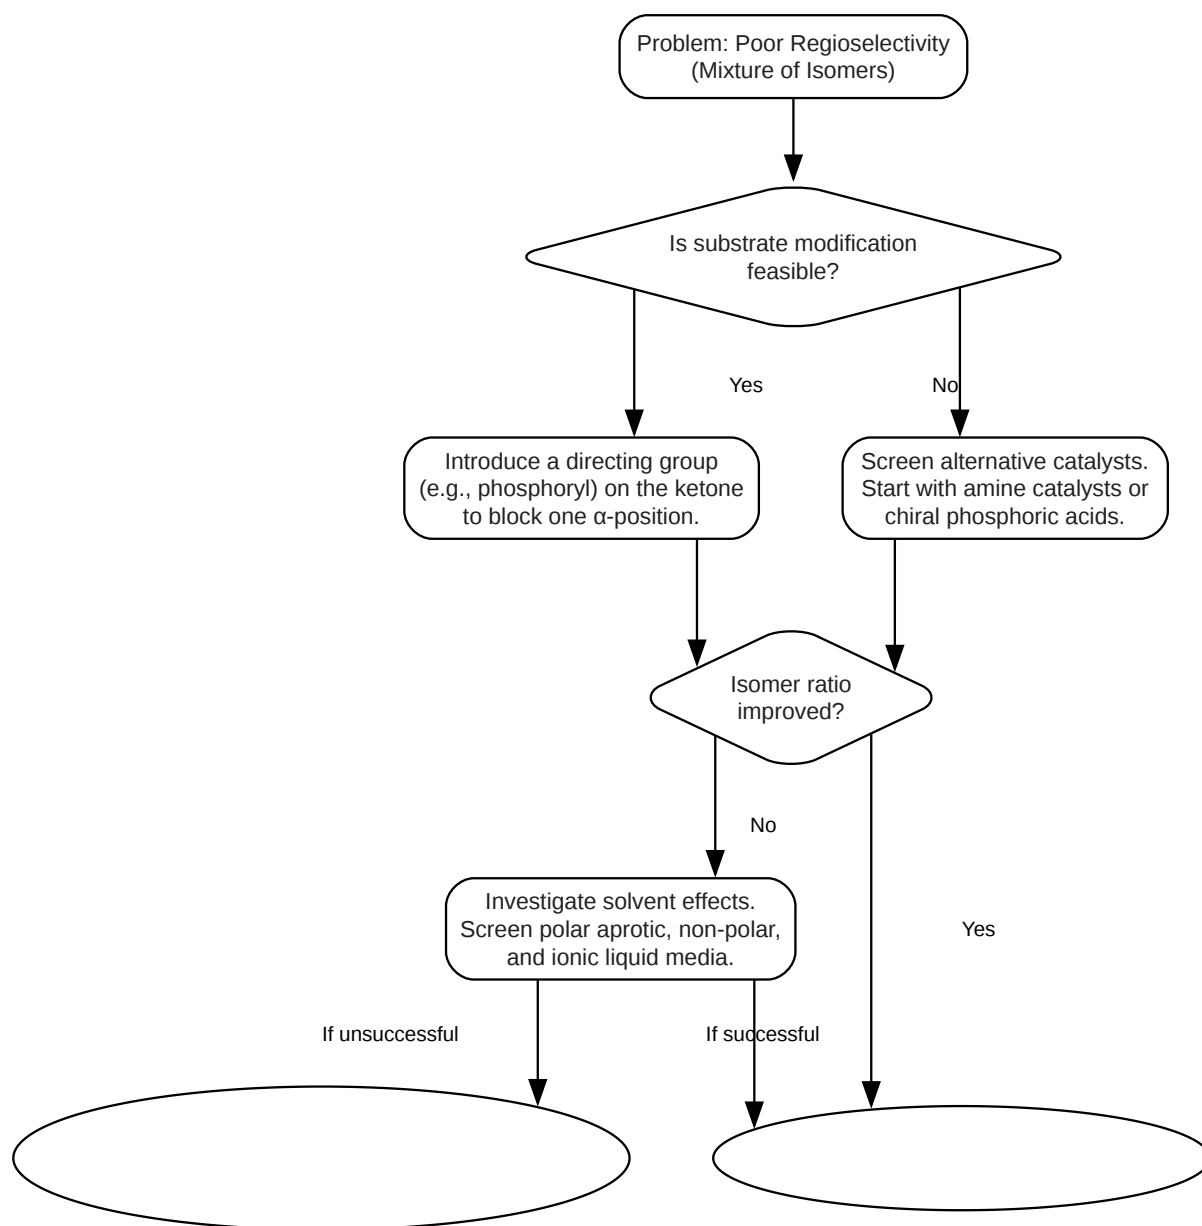 Problem: Poor Regioselectivity
(Mixture of Isomers)
Is substrate modification
feasible?
Yes
No
Introduce a directing group
(e.g., phosphoryl) on the ketone
to block one α-position.
Screen alternative catalysts.
Start with amine catalysts or
chiral phosphoric acids.
Isomer ratio
improved?
No
Investigate solvent effects.
Screen polar aprotic, non-polar,
and ionic liquid media.
Yes
If unsuccessful
If successful